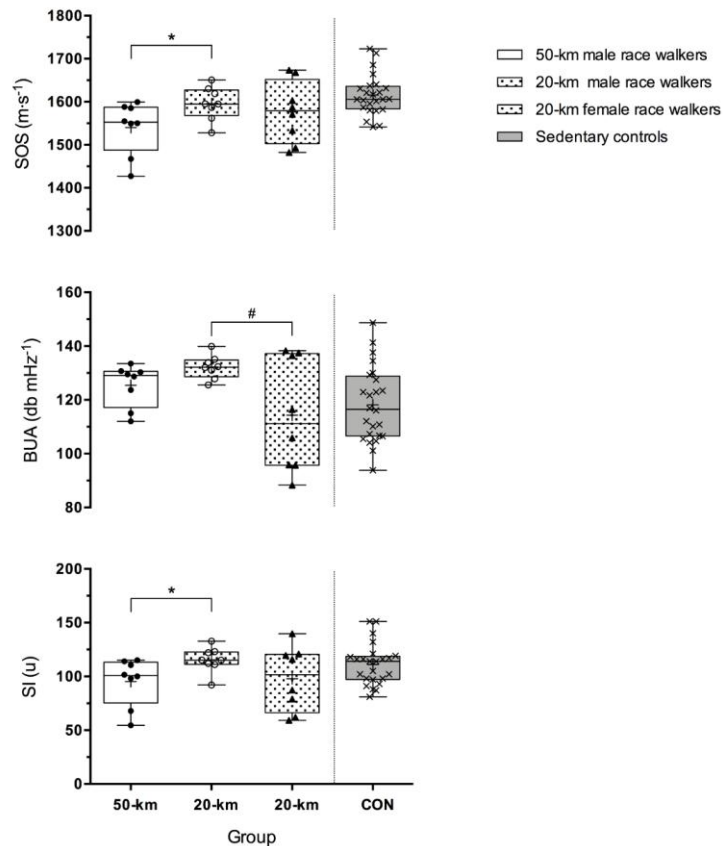 1800
1700
1600
1500
1400
1300
SOS (m·s⁻¹)
*
50-km male race walkers
20-km male race walkers
20-km female race walkers
Sedentary controls
160
140
120
100
80
BUA (db mHz⁻¹)
#
200
150
100
50
0
SI (u)
*
50-km 20-km 20-km CON
Group